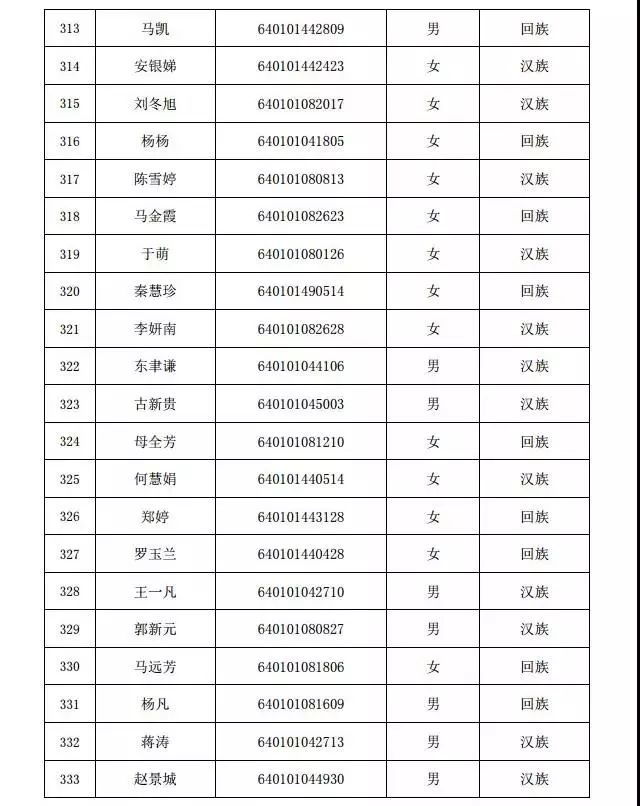 313 马凯 640101442809 男 回族
314 安银娣 640101442423 女 汉族
315 刘冬旭 640101082017 女 汉族
316 杨杨 640101041805 女 回族
317 陈雪婷 640101080813 女 汉族
318 马金霞 640101082623 女 回族
319 于萌 640101080126 女 汉族
320 秦慧珍 640101490514 女 回族
321 李妍南 640101082628 女 汉族
322 东聿谦 640101044106 男 汉族
323 古新贵 640101045003 男 汉族
324 母全芳 640101081210 女 回族
325 何慧娟 640101440514 女 汉族
326 郑婷 640101443128 女 回族
327 罗玉兰 640101440428 女 回族
328 王一凡 640101042710 男 汉族
329 郭新元 640101080827 男 汉族
330 马远芳 640101081806 女 回族
331 杨凡 640101081609 男 回族
332 蒋涛 640101042713 男 汉族
333 赵景城 640101044930 男 汉族